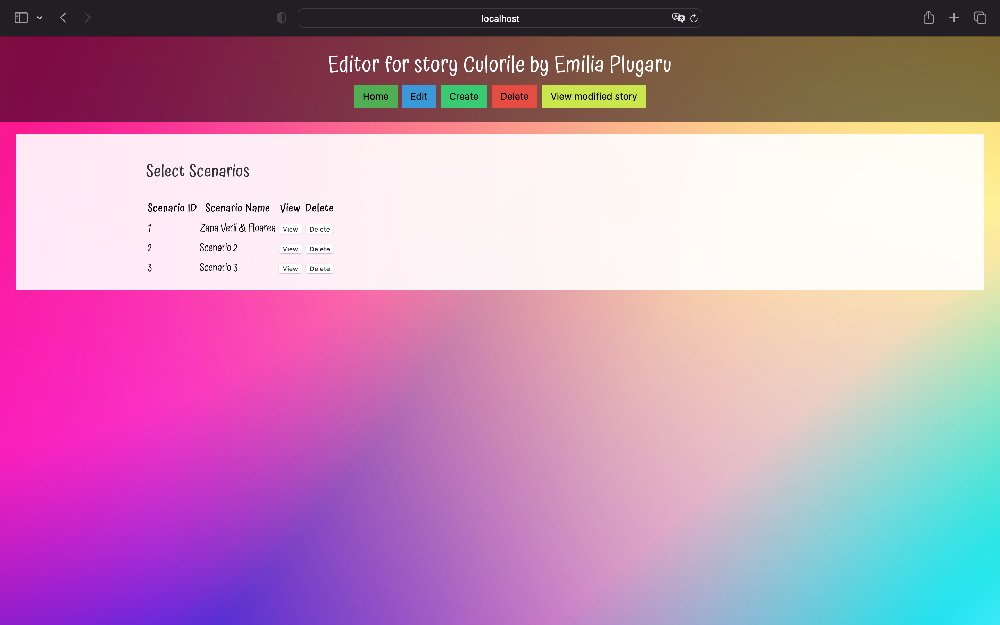 localhost
Editor for story Culorile by Emilia Plugaru
Home Edit Create Delete View modified story
Select Scenarios
Scenario ID Scenario Name View Delete
1 Zana Verii & Floarea View Delete
2 Scenario 2 View Delete
3 Scenario 3 View Delete